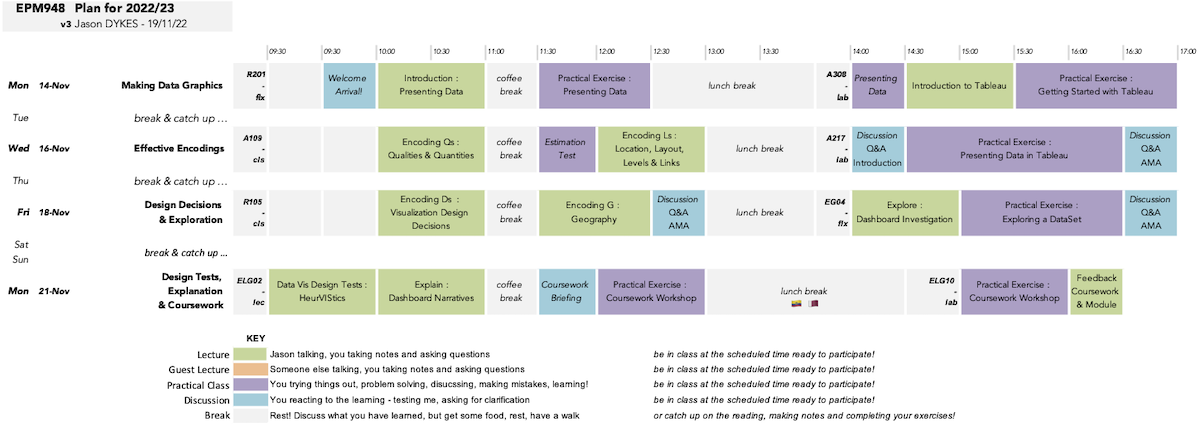 EPM948 Plan for 2022/23
v3 Jason DYKES - 19/11/22
09:30 09:30 10:00 10:30 11:00 11:30 12:00 12:30 13:00 13:30 14:00 14:30 15:00 15:30 16:00 16:30 17:00
Mon 14-Nov Making Data Graphics
R201
-
flx
Welcome
Arrival!
Introduction :
Presenting Data
coffee
break
Practical Exercise :
Presenting Data
lunch break
A308
-
lab
Presenting
Data
Introduction to Tableau
Practical Exercise :
Getting Started with Tableau
Tue break & catch up ...
Wed 16-Nov Effective Encodings
A109
-
cls
Encoding Qs :
Qualities & Quantities
coffee
break
Estimation
Test
Encoding Ls :
Location, Layout,
Levels & Links
lunch break
A217
-
lab
Discussion
Q&A
Introduction
Practical Exercise :
Presenting Data in Tableau
Discussion
Q&A
AMA
Thu break & catch up ...
Fri 18-Nov Design Decisions
& Exploration
R105
-
cls
Encoding Ds :
Visualization Design
Decisions
coffee
break
Encoding G :
Geography
Discussion
Q&A
AMA
lunch break
EG04
-
flx
Explore :
Dashboard Investigation
Practical Exercise :
Exploring a DataSet
Discussion
Q&A
AMA
Sat
Sun
break & catch up ...
Mon 21-Nov Design Tests,
Explanation
& Coursework
ELG02
-
lec
Data Vis Design Tests :
HeurVIStics
Explain :
Dashboard Narratives
coffee
break
Coursework
Briefing
Practical Exercise :
Coursework Workshop
lunch break
ELG10
-
lab
Practical Exercise :
Coursework Workshop
Feedback
Coursework
& Module
KEY
Lecture Jason talking, you taking notes and asking questions be in class at the scheduled time ready to participate!
Guest Lecture Someone else talking, you taking notes and asking questions be in class at the scheduled time ready to participate!
Practical Class You trying things out, problem solving, disucssing, making mistakes, learning! be in class at the scheduled time ready to participate!
Discussion You reacting to the learning - testing me, asking for clarification be in class at the scheduled time ready to participate!
Break Rest! Discuss what you have learned, but get some food, rest, have a walk or catch up on the reading, making notes and completing your exercises!